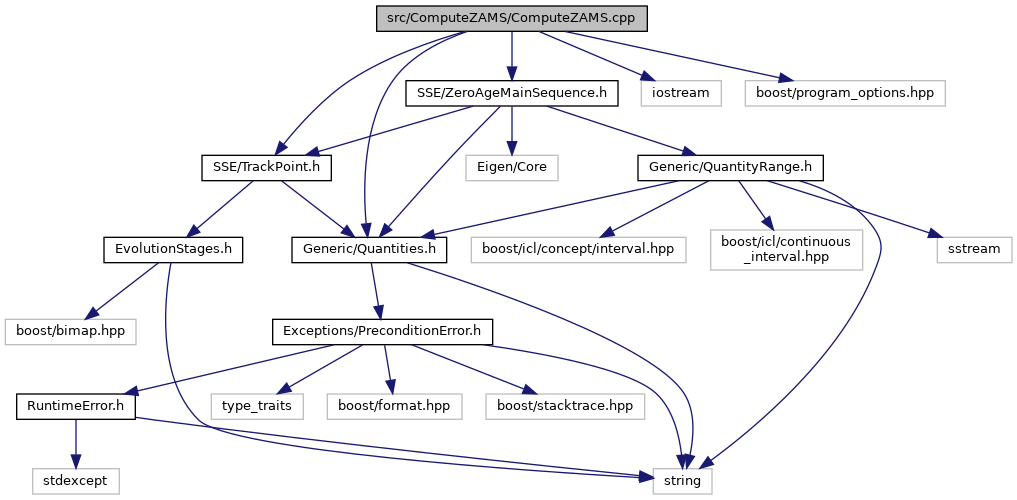 src/ComputeZAMS/ComputeZAMS.cpp
SSE/ZeroAgeMainSequence.h
iostream
boost/program_options.hpp
SSE/TrackPoint.h
Eigen/Core
Generic/QuantityRange.h
EvolutionStages.h
Generic/Quantities.h
boost/icl/concept/interval.hpp
boost/icl/continuous
_interval.hpp
sstream
boost/bimap.hpp
Exceptions/PreconditionError.h
RuntimeError.h
type_traits
boost/format.hpp
boost/stacktrace.hpp
stdexcept
string